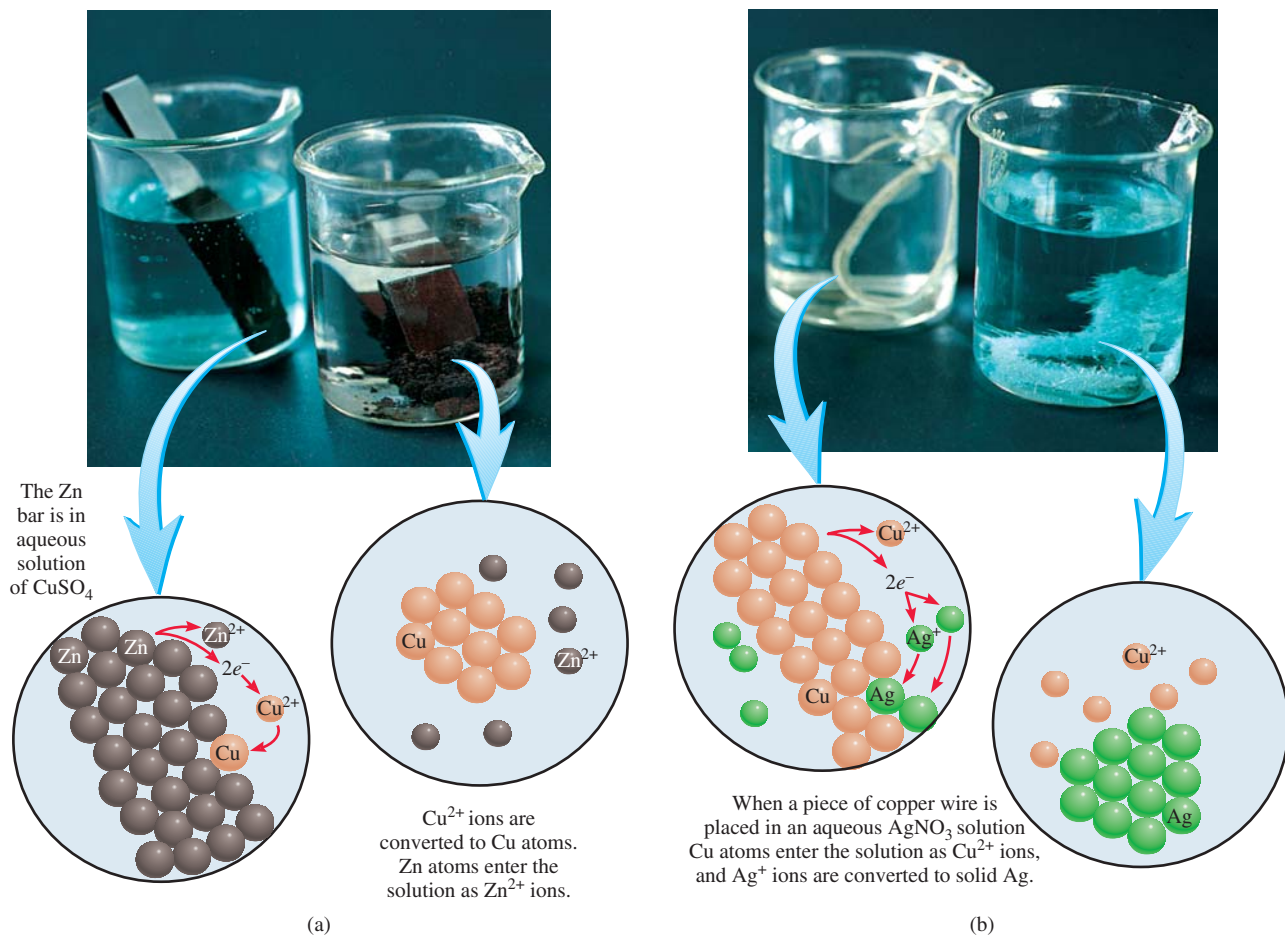 The Zn
bar is in
aqueous
solution
of CuSO₄
Zn
Zn
Zn²⁺
2e⁻
Cu²⁺
Cu
Cu
Zn²⁺
Cu²⁺ ions are
converted to Cu atoms.
Zn atoms enter the
solution as Zn²⁺ ions.
(a)
Cu²⁺
2e⁻
Ag⁺
Cu
Ag
When a piece of copper wire is
placed in an aqueous AgNO₃ solution
Cu atoms enter the solution as Cu²⁺ ions,
and Ag⁺ ions are converted to solid Ag.
Cu²⁺
Ag
(b)